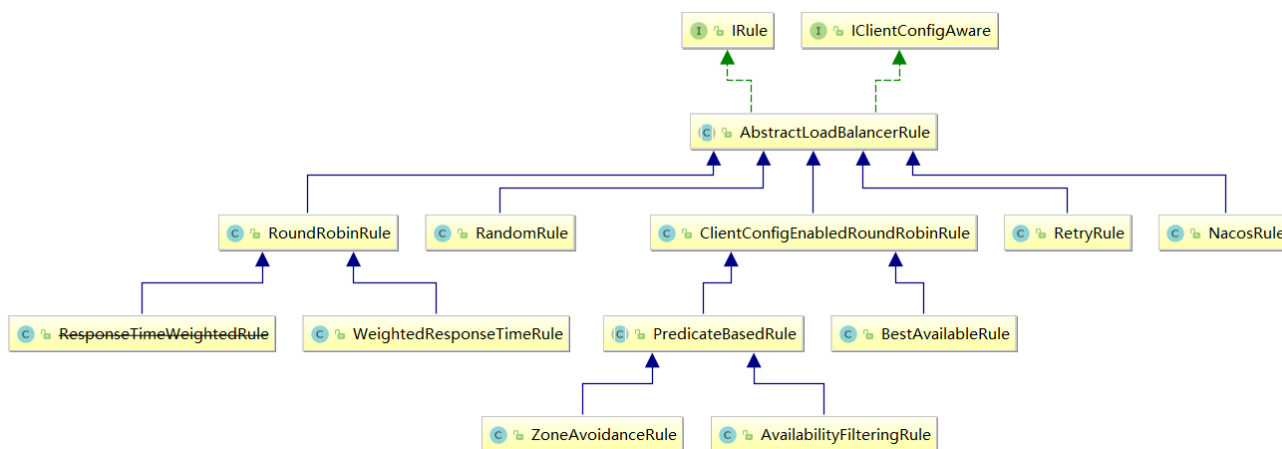 I IRule
I IClientConfigAware
C AbstractLoadBalancerRule
C RoundRobinRule
C RandomRule
C ClientConfigEnabledRoundRobinRule
C RetryRule
C NacosRule
C ResponseTimeWeightedRule
C WeightedResponseTimeRule
C PredicateBasedRule
C BestAvailableRule
C ZoneAvoidanceRule
C AvailabilityFilteringRule